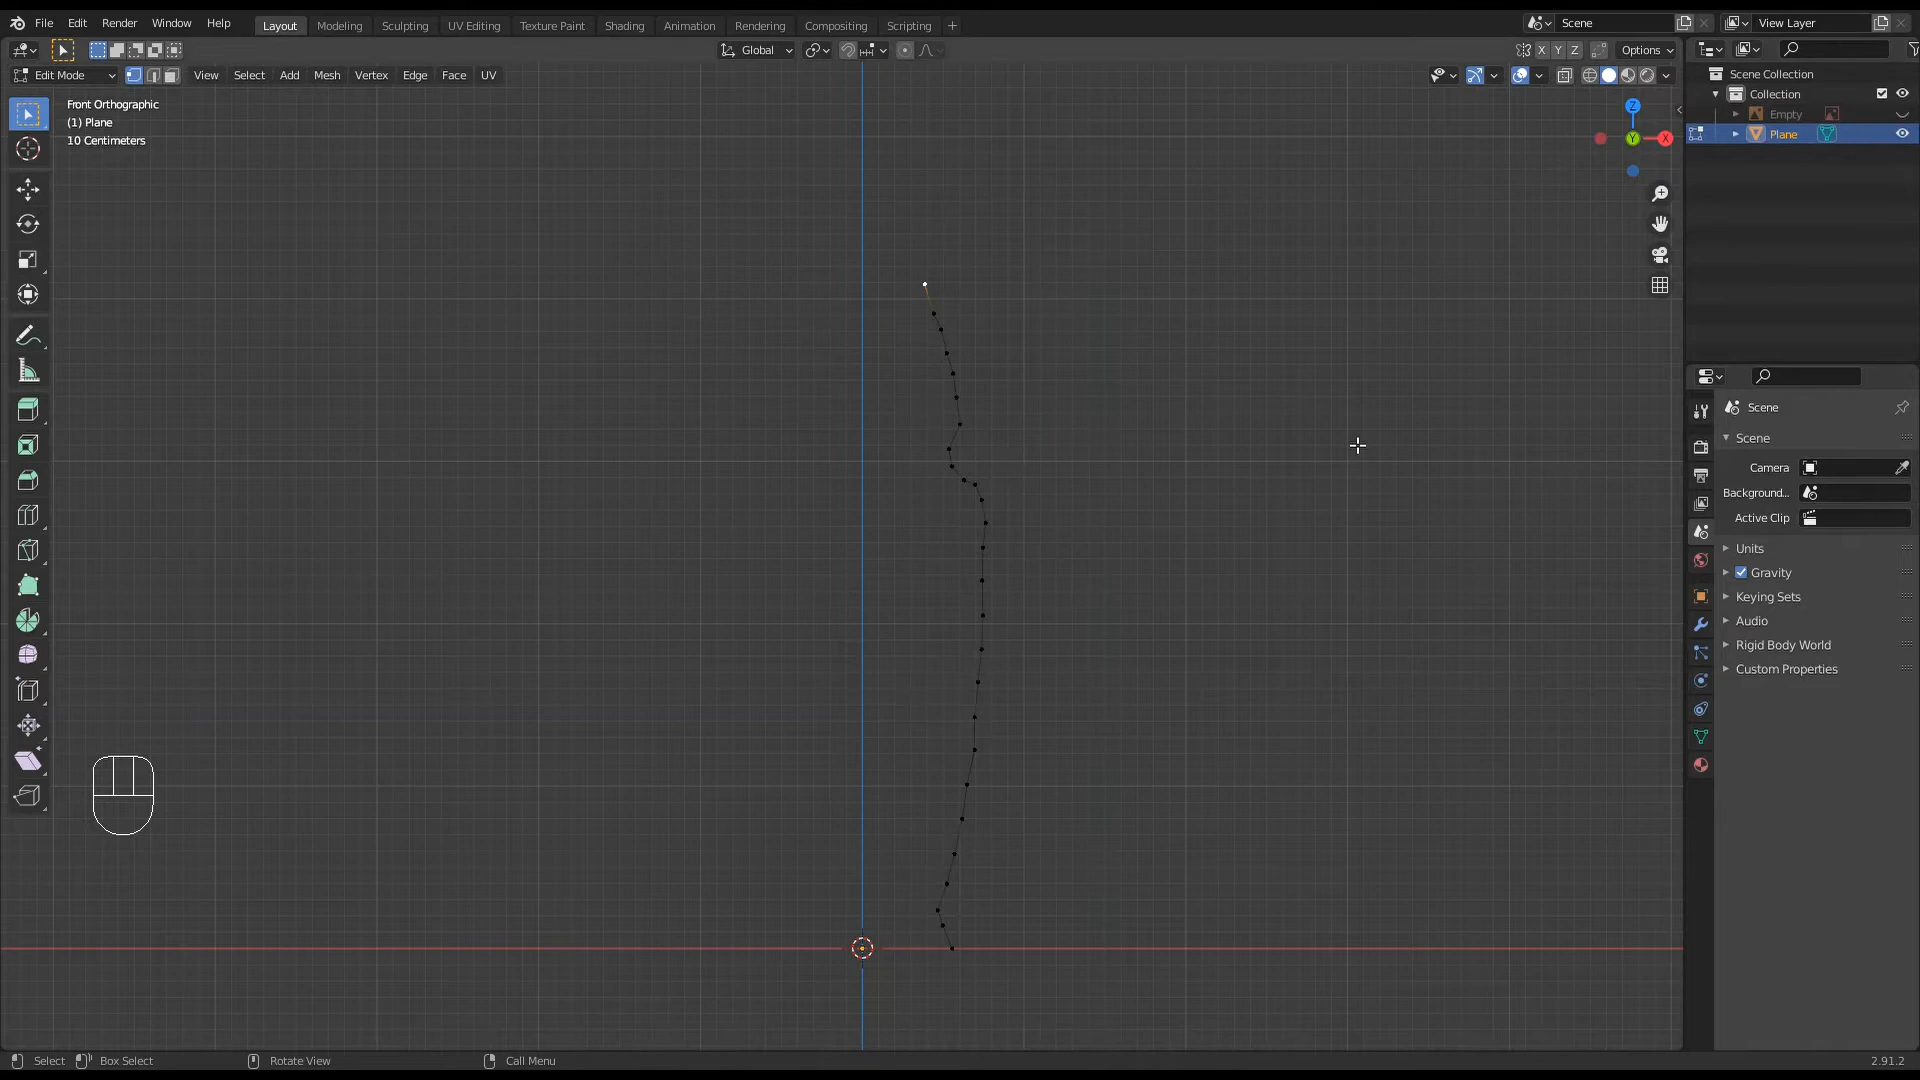 File Edit Render Window Help Layout Modeling Sculpting UV Editing Texture Paint Shading Animation Rendering Compositing Scripting + Scene View Layer
Global Options X Y Z
Edit Mode View Select Add Mesh Vertex Edge Face UV
Front Orthographic
(1) Plane
10 Centimeters
Z
Y
X
Scene Collection
Collection
Empty
Plane
Scene
Scene
Camera
Background...
Active Clip
Units
Gravity
Keying Sets
Audio
Rigid Body World
Custom Properties
Select Box Select Rotate View Call Menu 2.91.2